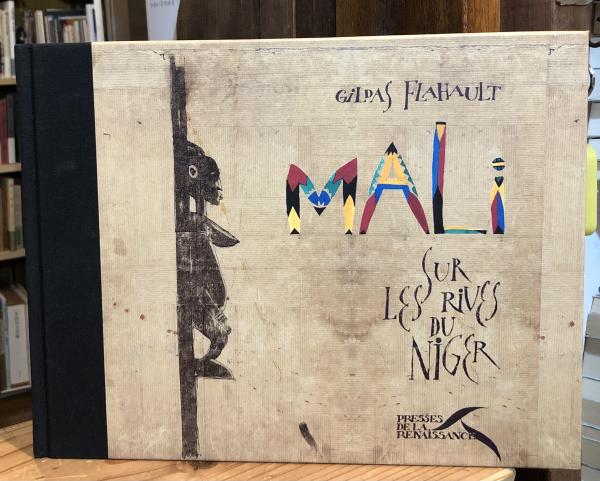 GiLDAS FLAHAULT
MALi
SUR
LES RiVES
DU
NiGER
PRESSES
DE LA
RENAISSANCE